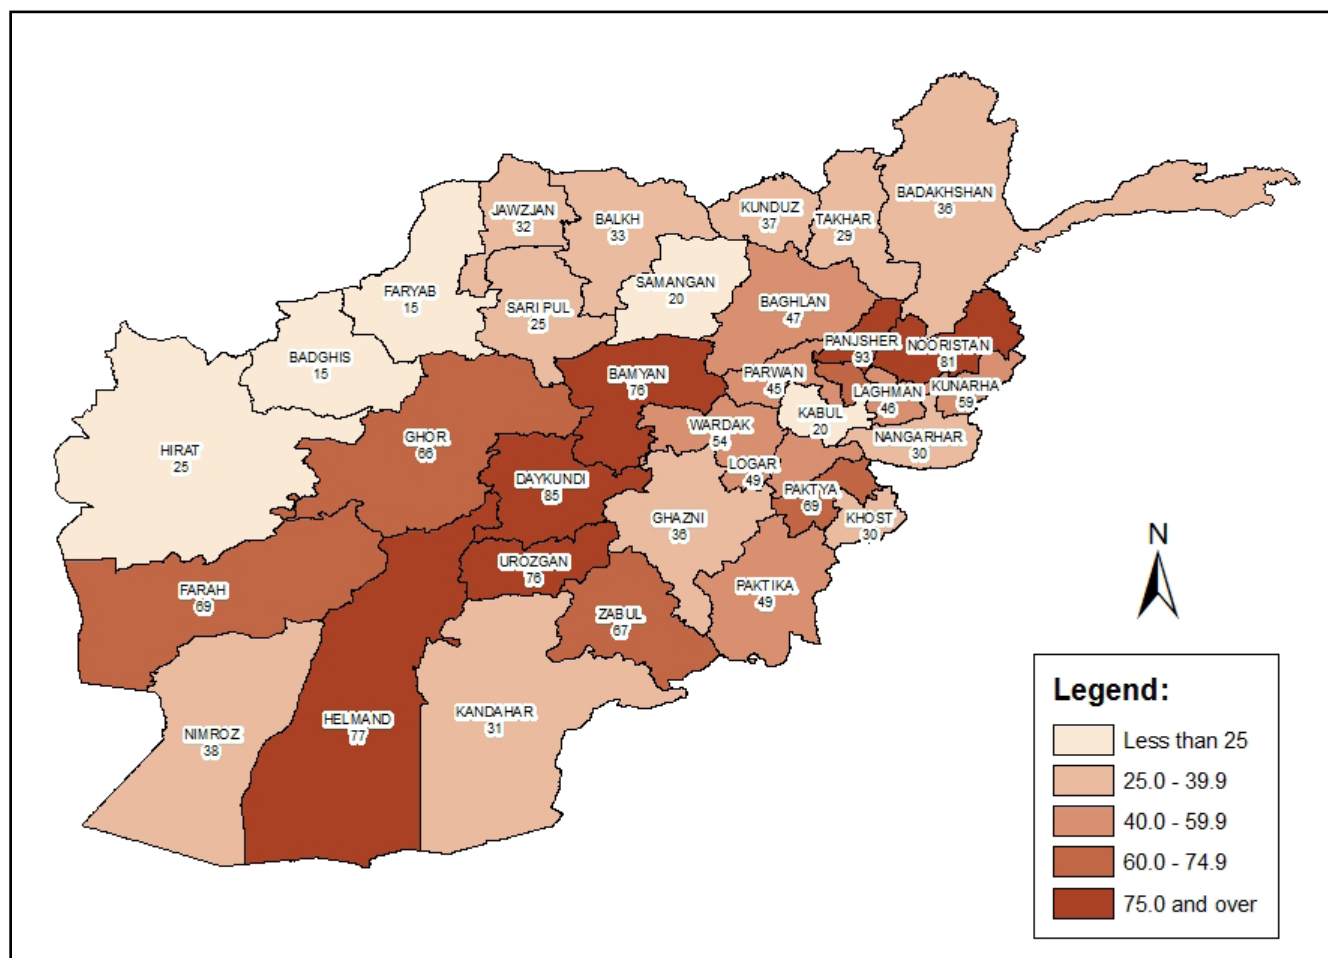 BADAKHSHAN
36
JAWZJAN
32
BALKH
33
KUNDUZ
37
TAKHAR
29
FARYAB
15
SARI PUL
25
SAMANGAN
20
BAGHLAN
47
BADGHIS
15
PANJSHER
93
NOORISTAN
81
BAMYAN
76
PARWAN
45
LAGHMAN
46
KUNARHA
59
KABUL
20
HIRAT
25
GHOR
66
WARDAK
54
NANGARHAR
30
LOGAR
49
DAYKUNDI
85
PAKTYA
69
GHAZNI
36
KHOST
30
UROZGAN
76
FARAH
69
PAKTIKA
49
ZABUL
67
KANDAHAR
31
HELMAND
77
NIMROZ
38
N
Legend:
Less than 25
25.0 - 39.9
40.0 - 59.9
60.0 - 74.9
75.0 and over